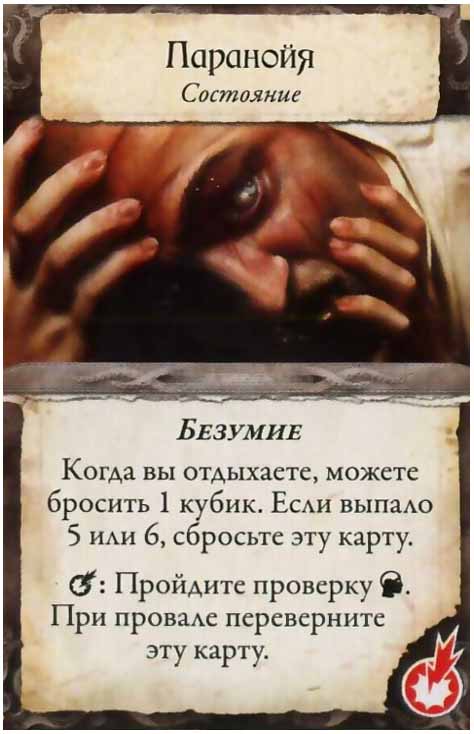 Паранойя
Состояние
Безумие
Когда вы отдыхаете, можете
бросить 1 кубик. Если выпало
5 или 6, сбросьте эту карту.
: Пройдите проверку .
При провале переверните
эту карту.